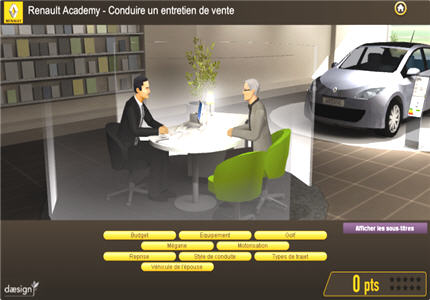 Renault Academy - Conduire un entretien de vente
RENAULT
Afficher les sous-titres
Budget
Equipement
Golf
Mégane
Motorisation
Reprise
Style de conduite
Types de trajet
Véhicule de l'épouse
dæsign
0 pts